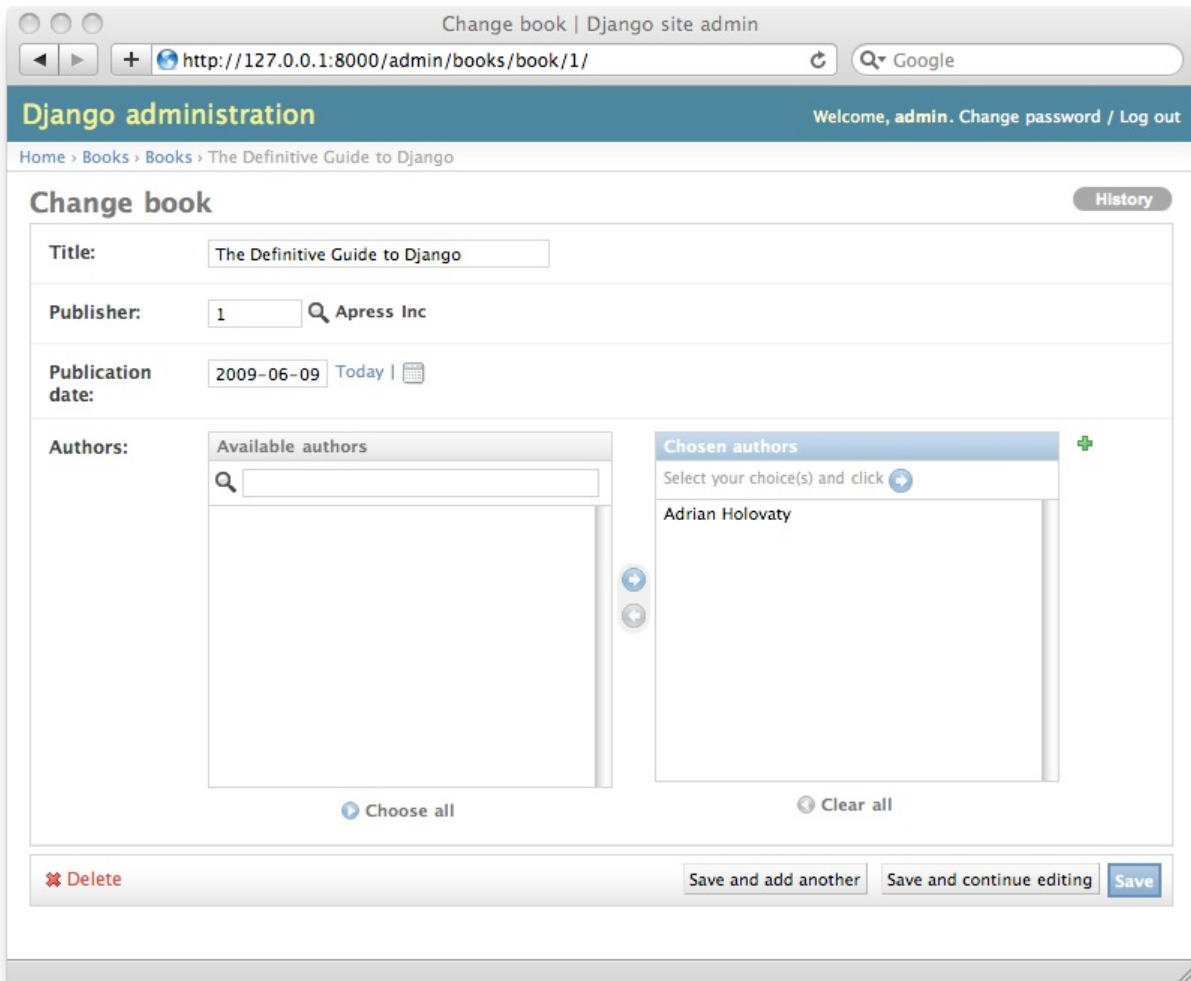 Change book | Django site admin
http://127.0.0.1:8000/admin/books/book/1/
Google
Django administration
Welcome, admin. Change password / Log out
Home › Books › Books › The Definitive Guide to Django
Change book
History
Title:
The Definitive Guide to Django
Publisher:
1
Apress Inc
Publication
date:
2009-06-09
Today |
Authors:
Available authors
Chosen authors
Select your choice(s) and click
Adrian Holovaty
Choose all
Clear all
Delete
Save and add another
Save and continue editing
Save